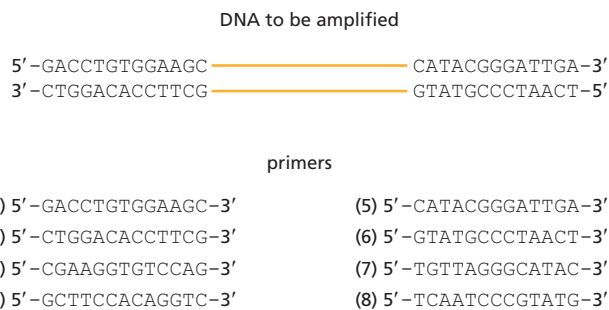 DNA to be amplified
5′–GACCTGTGGAAGC CATACGGGATTGA–3′
3′–CTGGACACCTTCG GTATGCCCTAACT–5′
primers
) 5′–GACCTGTGGAAGC–3′ (5) 5′–CATACGGGATTGA–3′
) 5′–CTGGACACCTTCG–3′ (6) 5′–GTATGCCCTAACT–3′
) 5′–CGAAGGTGTCCAG–3′ (7) 5′–TGTTAGGGCATAC–3′
) 5′–GCTTCCACAGGTC–3′ (8) 5′–TCAATCCCGTATG–3′